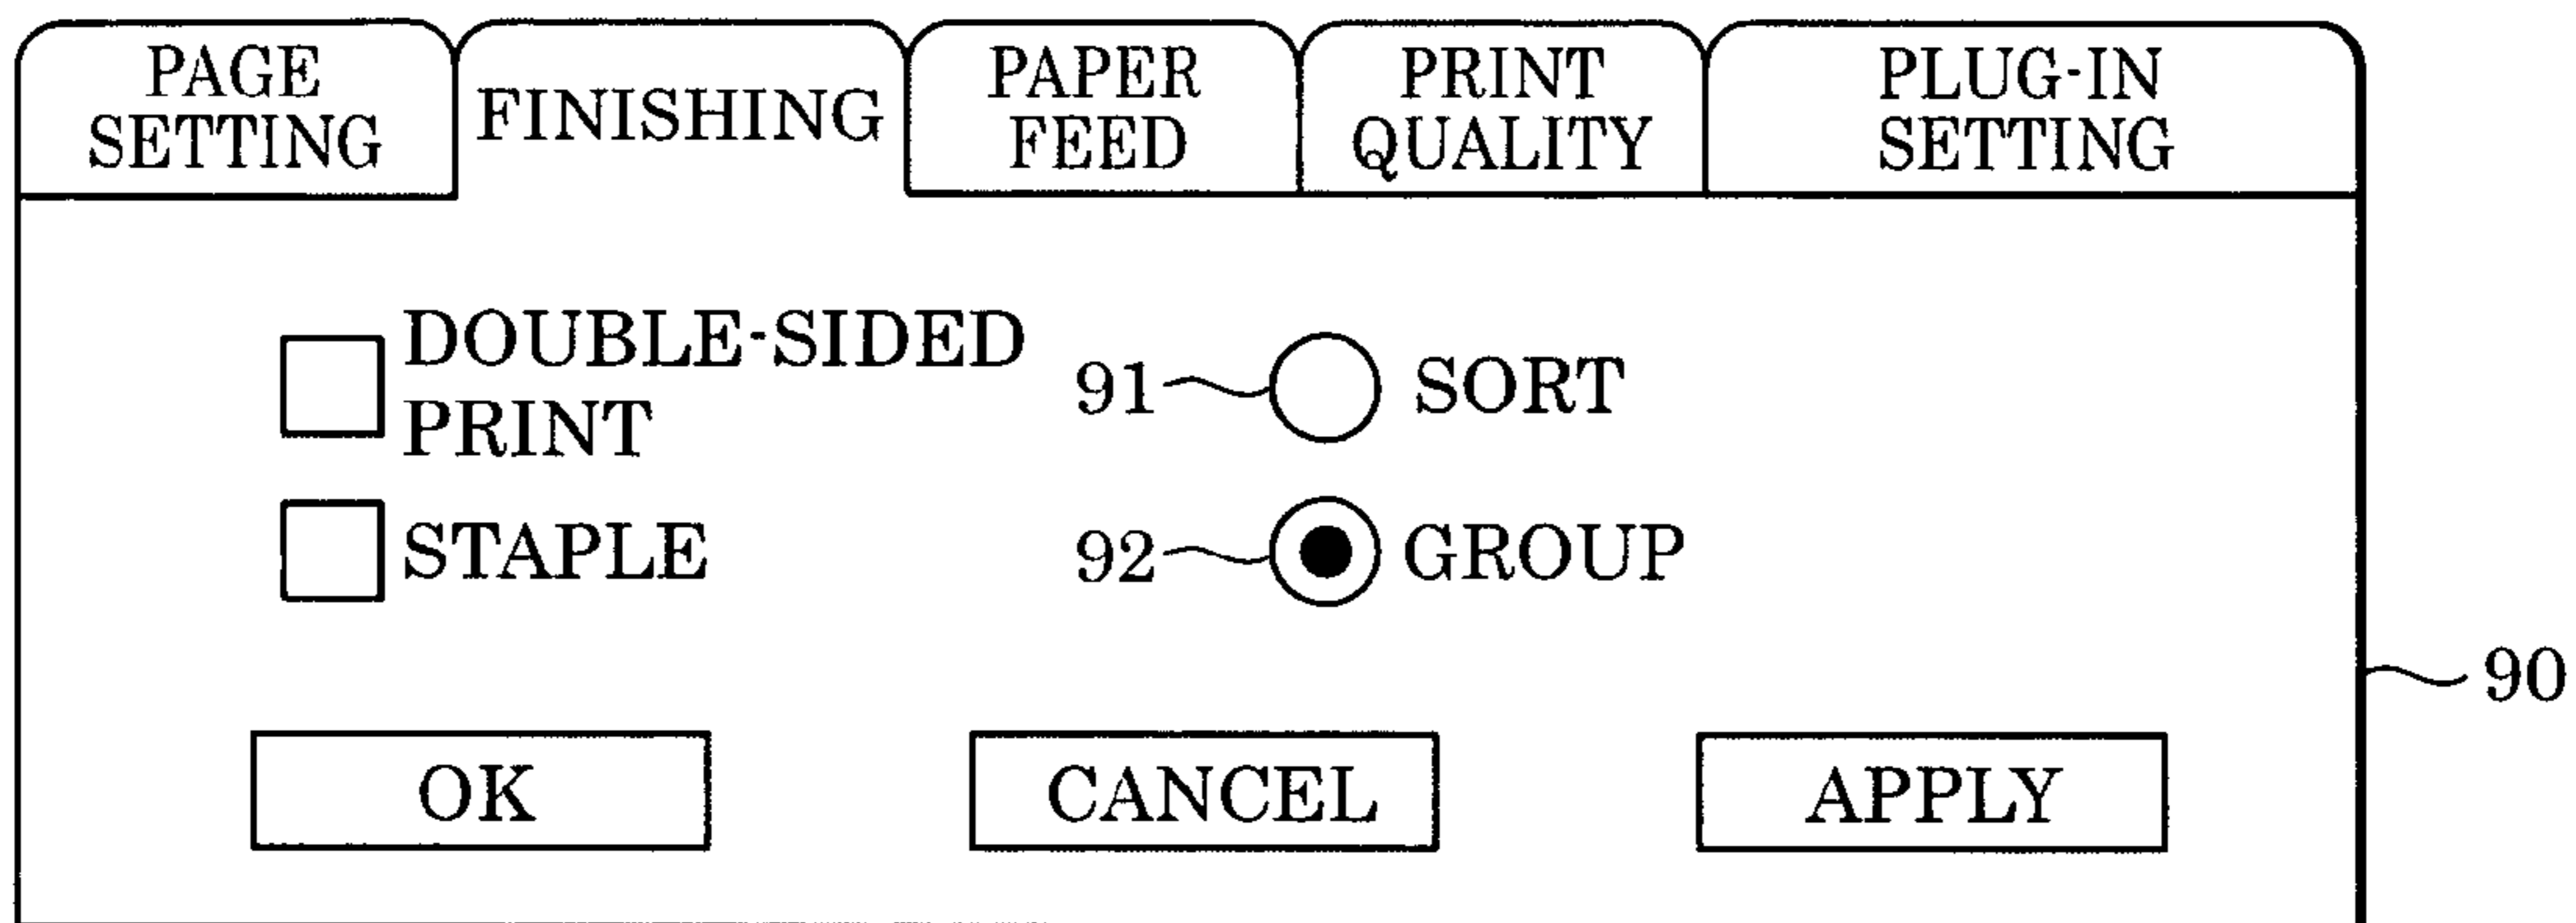 PAGE
SETTING
FINISHING
PAPER
FEED
PRINT
QUALITY
PLUG-IN
SETTING
DOUBLE-SIDED
PRINT
91
SORT
STAPLE
92
GROUP
90
OK
CANCEL
APPLY